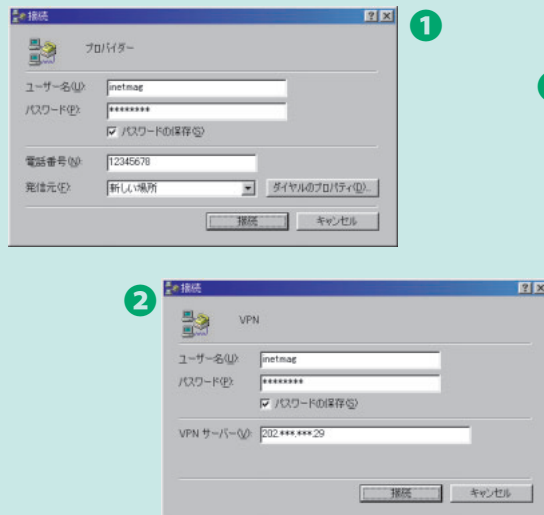 接続
1
プロバイダー
ユーザー名(U): inetmag
パスワード(P): ********
パスワードの保存(S)
電話番号(N): 12345678
発信元(F): 新しい場所 ダイヤルのプロパティ(D)...
接続 キャンセル
2
接続
VPN
ユーザー名(U): inetmag
パスワード(P): ********
パスワードの保存(S)
VPN サーバー(V): 202.***.***.29
接続 キャンセル